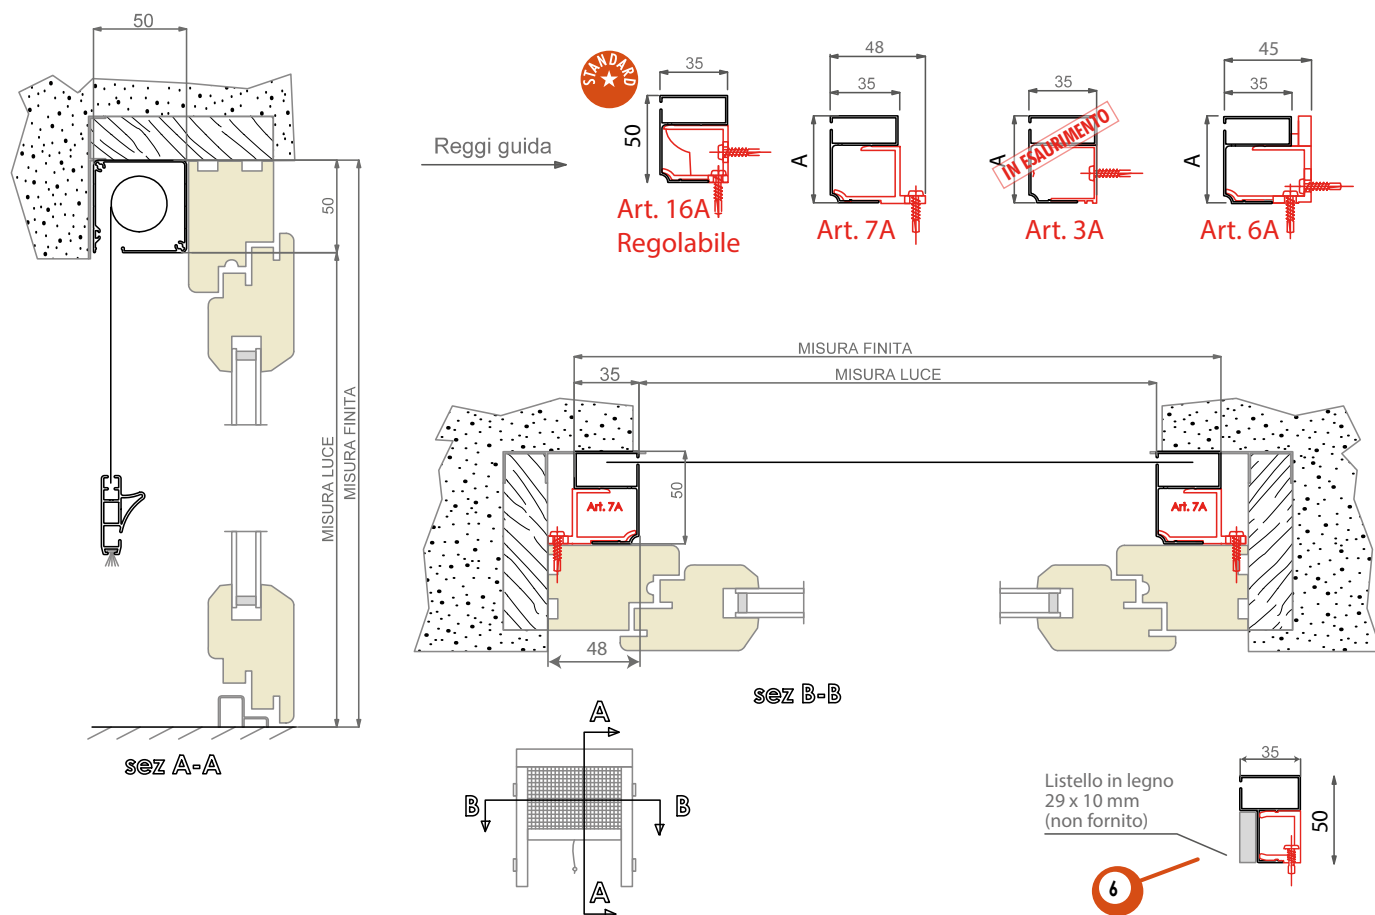 50
50
MISURA LUCE
MISURA FINITA
sez A-A
Reggi guida
STANDARD
35
50
Art. 16A
Regolabile
48
35
A
Art. 7A
35
A
IN ESAURIMENTO
Art. 3A
45
35
A
Art. 6A
MISURA FINITA
35
MISURA LUCE
50
Art. 7A
Art. 7A
48
sez B-B
A
B
B
A
35
Listello in legno
29 x 10 mm
(non fornito)
50
6